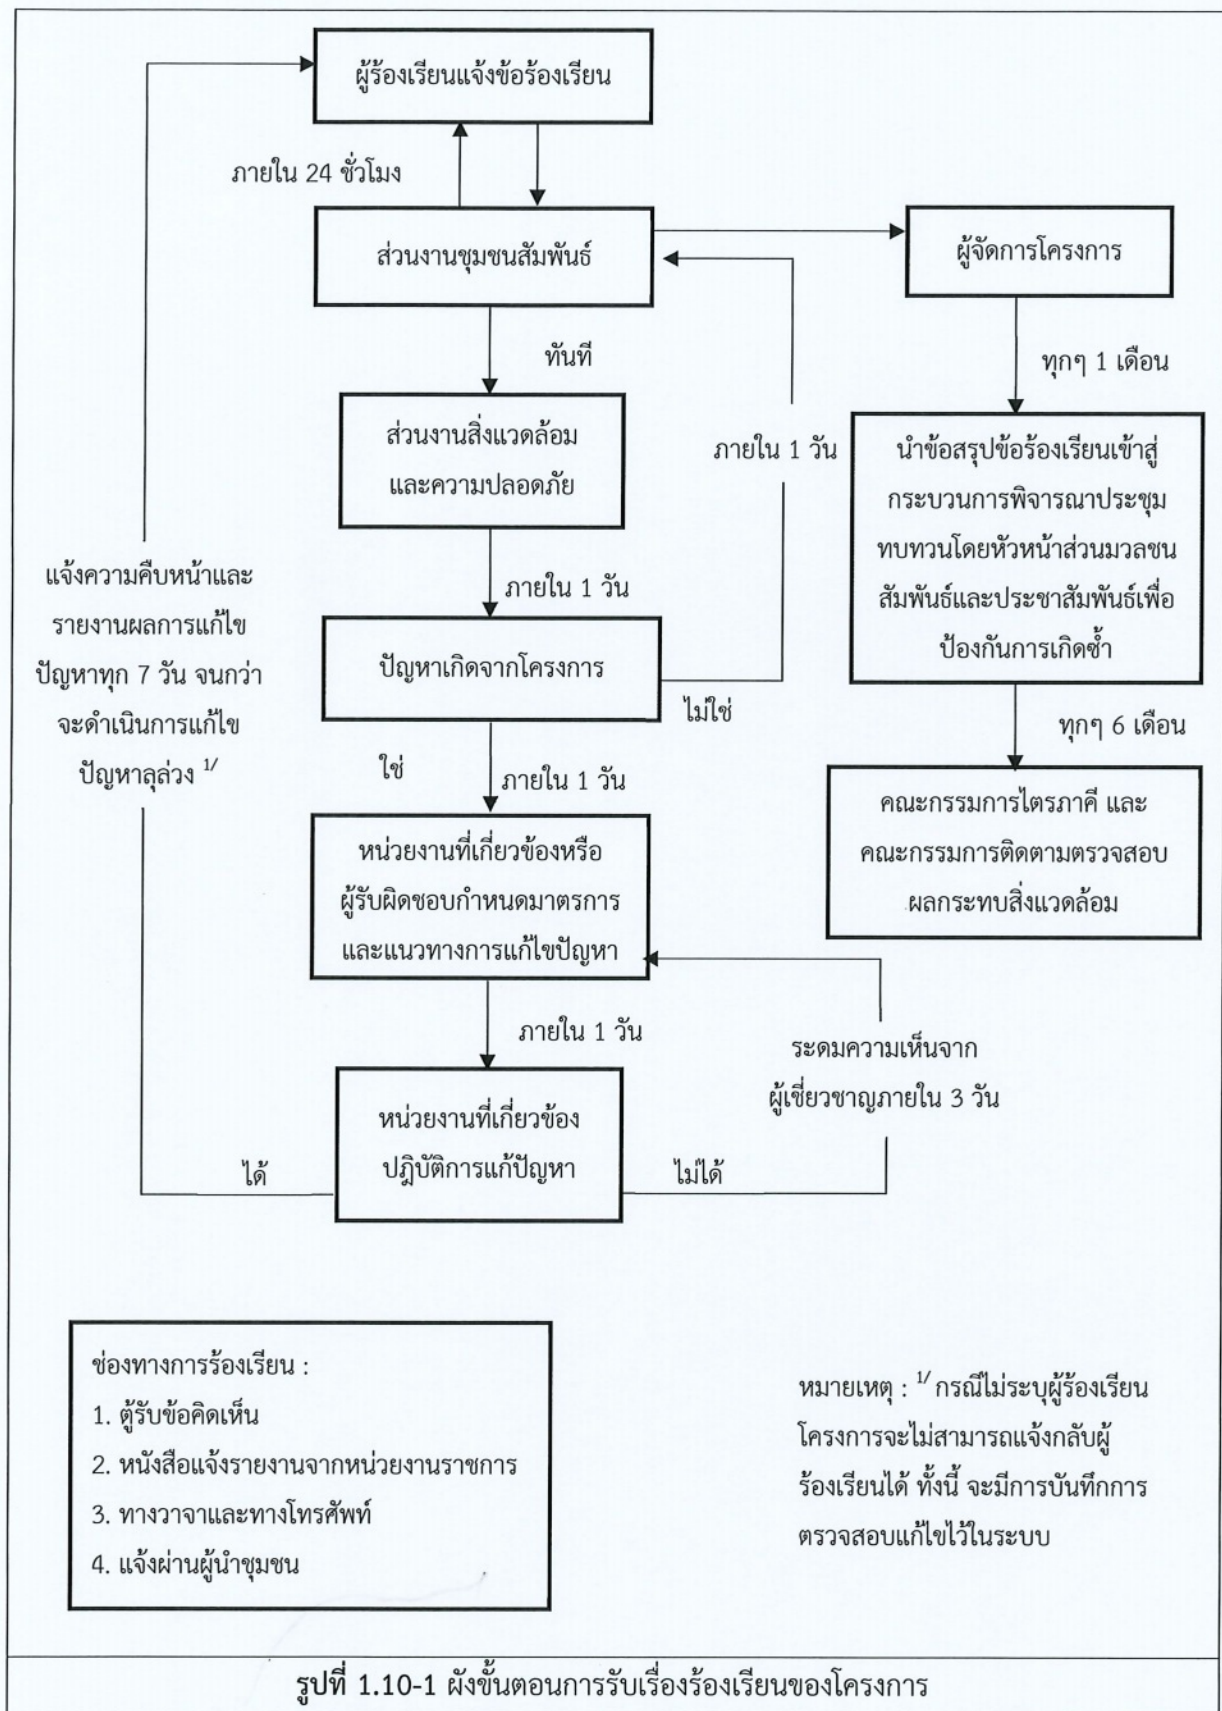 ผู้ร้องเรียนแจ้งข้อร้องเรียน
ภายใน 24 ชั่วโมง
ส่วนงานชุมชนสัมพันธ์
ผู้จัดการโครงการ
ทันที
ทุกๆ 1 เดือน
ส่วนงานสิ่งแวดล้อม
และความปลอดภัย
ภายใน 1 วัน
นำข้อสรุปข้อร้องเรียนเข้าสู่
กระบวนการพิจารณาประชุม
ทบทวนโดยหัวหน้าส่วนมวลชน
สัมพันธ์และประชาสัมพันธ์เพื่อ
ป้องกันการเกิดซ้ำ
แจ้งความคืบหน้าและ
รายงานผลการแก้ไข
ปัญหาทุก 7 วัน จนกว่า
จะดำเนินการแก้ไข
ปัญหาลุล่วง 1/
ภายใน 1 วัน
ปัญหาเกิดจากโครงการ
ไม่ใช่
ใช่
ภายใน 1 วัน
ทุกๆ 6 เดือน
คณะกรรมการไตรภาคี และ
คณะกรรมการติดตามตรวจสอบ
ผลกระทบสิ่งแวดล้อม
หน่วยงานที่เกี่ยวข้องหรือ
ผู้รับผิดชอบกำหนดมาตรการ
และแนวทางการแก้ไขปัญหา
ภายใน 1 วัน
ระดมความเห็นจาก
ผู้เชี่ยวชาญภายใน 3 วัน
หน่วยงานที่เกี่ยวข้อง
ปฏิบัติการแก้ปัญหา
ได้
ไม่ได้
ช่องทางการร้องเรียน :
1. ตู้รับข้อคิดเห็น
2. หนังสือแจ้งรายงานจากหน่วยงานราชการ
3. ทางวาจาและทางโทรศัพท์
4. แจ้งผ่านผู้นำชุมชน
หมายเหตุ : 1/ กรณีไม่ระบุผู้ร้องเรียน
โครงการจะไม่สามารถแจ้งกลับผู้
ร้องเรียนได้ ทั้งนี้ จะมีการบันทึกการ
ตรวจสอบแก้ไขไว้ในระบบ
รูปที่ 1.10-1 ผังขั้นตอนการรับเรื่องร้องเรียนของโครงการ